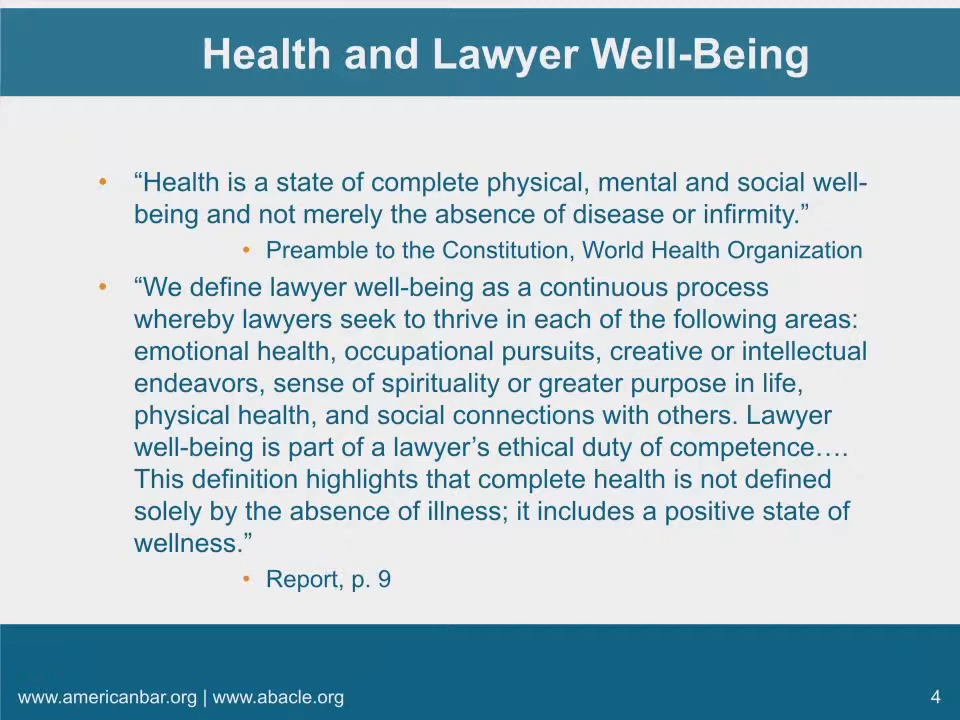 Health and Lawyer Well-Being
• “Health is a state of complete physical, mental and social well-
being and not merely the absence of disease or infirmity.”
• Preamble to the Constitution, World Health Organization
• “We define lawyer well-being as a continuous process
whereby lawyers seek to thrive in each of the following areas:
emotional health, occupational pursuits, creative or intellectual
endeavors, sense of spirituality or greater purpose in life,
physical health, and social connections with others. Lawyer
well-being is part of a lawyer’s ethical duty of competence….
This definition highlights that complete health is not defined
solely by the absence of illness; it includes a positive state of
wellness.”
• Report, p. 9
www.americanbar.org | www.abacle.org
4